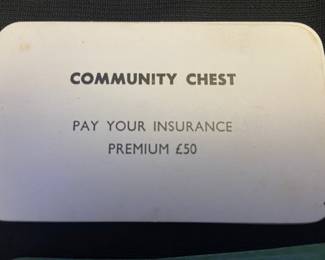 COMMUNITY CHEST
PAY YOUR INSURANCE
PREMIUM £50